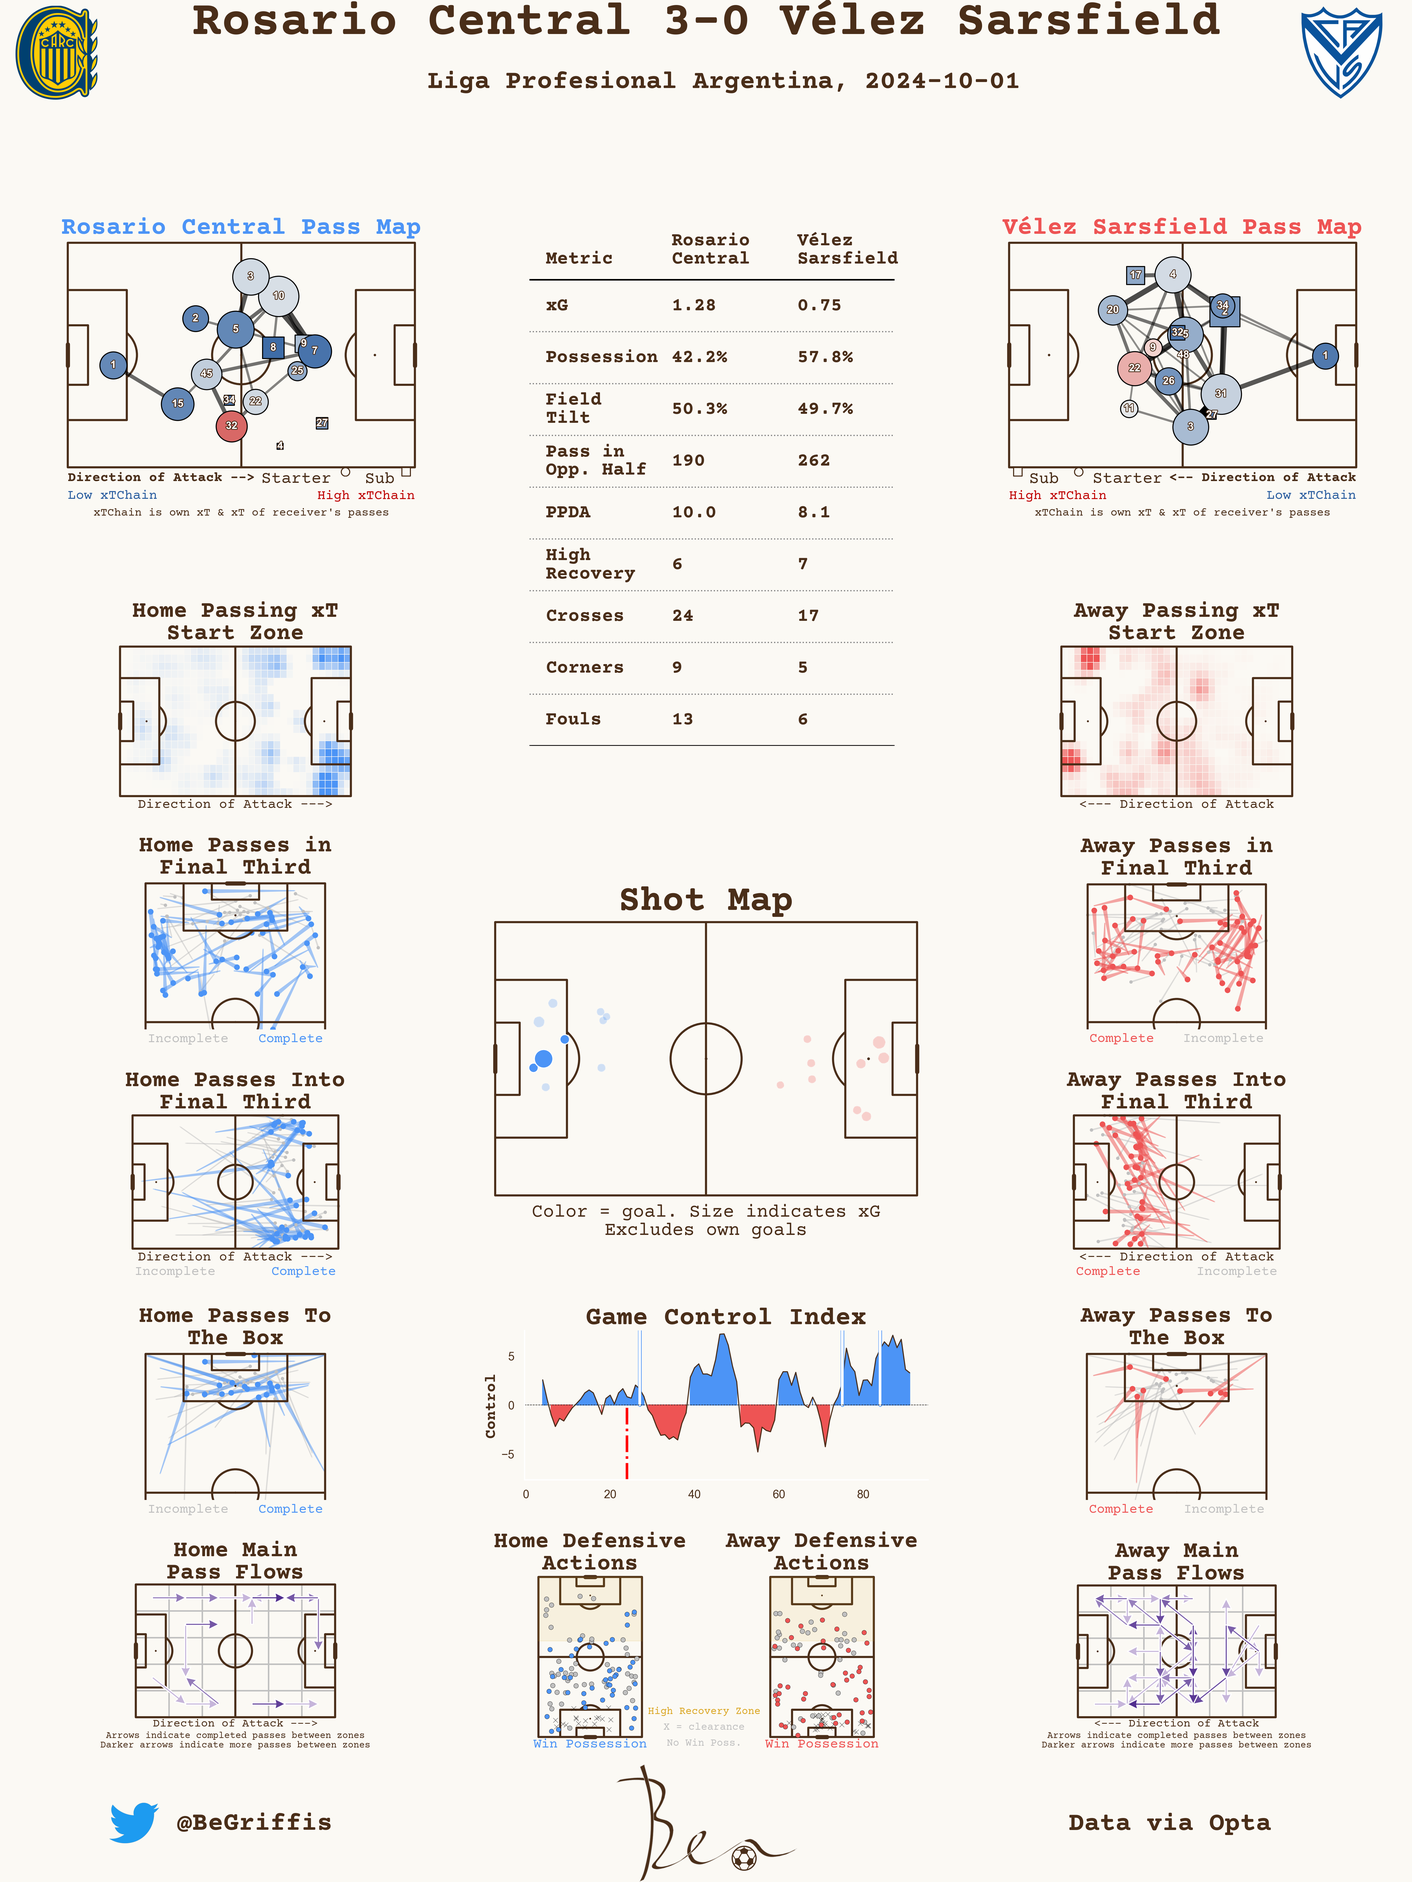 Rosario Central 3-0 Vélez Sarsfield
Liga Profesional Argentina, 2024-10-01
CARC
Rosario Central Pass Map
3
10
2
5
8
9
7
1
45
25
15
34
22
32
27
4
Direction of Attack --> Starter Sub
Low xTChain High xTChain
xTChain is own xT & xT of receiver's passes
Metric Rosario Central Vélez Sarsfield
xG 1.28 0.75
Possession 42.2% 57.8%
Field Tilt 50.3% 49.7%
Pass in Opp. Half 190 262
PPDA 10.0 8.1
High Recovery 6 7
Crosses 24 17
Corners 9 5
Fouls 13 6
Vélez Sarsfield Pass Map
17
4
20
34
2
32
5
9
48
1
22
26
31
11
27
3
Sub Starter <-- Direction of Attack
High xTChain Low xTChain
xTChain is own xT & xT of receiver's passes
Home Passing xT
Start Zone
Direction of Attack --->
Away Passing xT
Start Zone
<--- Direction of Attack
Home Passes in
Final Third
Incomplete Complete
Away Passes in
Final Third
Complete Incomplete
Shot Map
Color = goal. Size indicates xG
Excludes own goals
Home Passes Into
Final Third
Direction of Attack --->
Incomplete Complete
Away Passes Into
Final Third
<--- Direction of Attack
Complete Incomplete
Home Passes To
The Box
Incomplete Complete
Game Control Index
Control
5
0
−5
0 20 40 60 80
Away Passes To
The Box
Complete Incomplete
Home Main
Pass Flows
Direction of Attack --->
Arrows indicate completed passes between zones
Darker arrows indicate more passes between zones
Home Defensive
Actions
Win Possession
High Recovery Zone
X = clearance
No Win Poss.
Away Defensive
Actions
Win Possession
Away Main
Pass Flows
<--- Direction of Attack
Arrows indicate completed passes between zones
Darker arrows indicate more passes between zones
@BeGriffis
Ben
Data via Opta